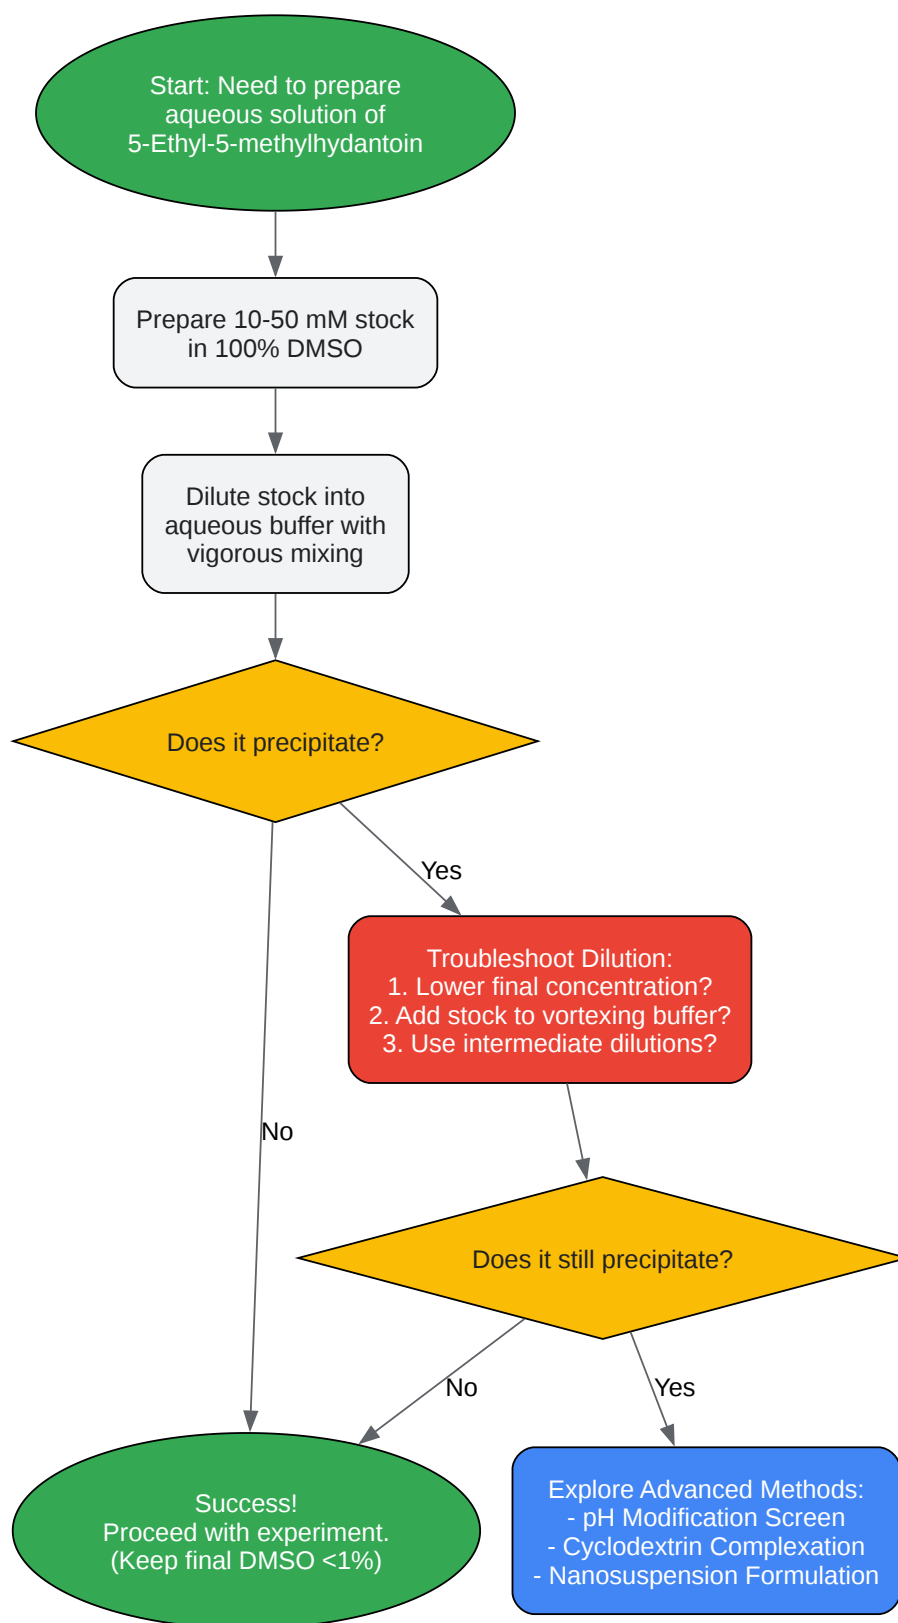 Start: Need to prepare
aqueous solution of
5-Ethyl-5-methylhydantoin
Prepare 10-50 mM stock
in 100% DMSO
Dilute stock into
aqueous buffer with
vigorous mixing
Does it precipitate?
Yes
Troubleshoot Dilution:
1. Lower final concentration?
2. Add stock to vortexing buffer?
3. Use intermediate dilutions?
No
Does it still precipitate?
No
Yes
Success!
Proceed with experiment.
(Keep final DMSO <1%)
Explore Advanced Methods:
- pH Modification Screen
- Cyclodextrin Complexation
- Nanosuspension Formulation